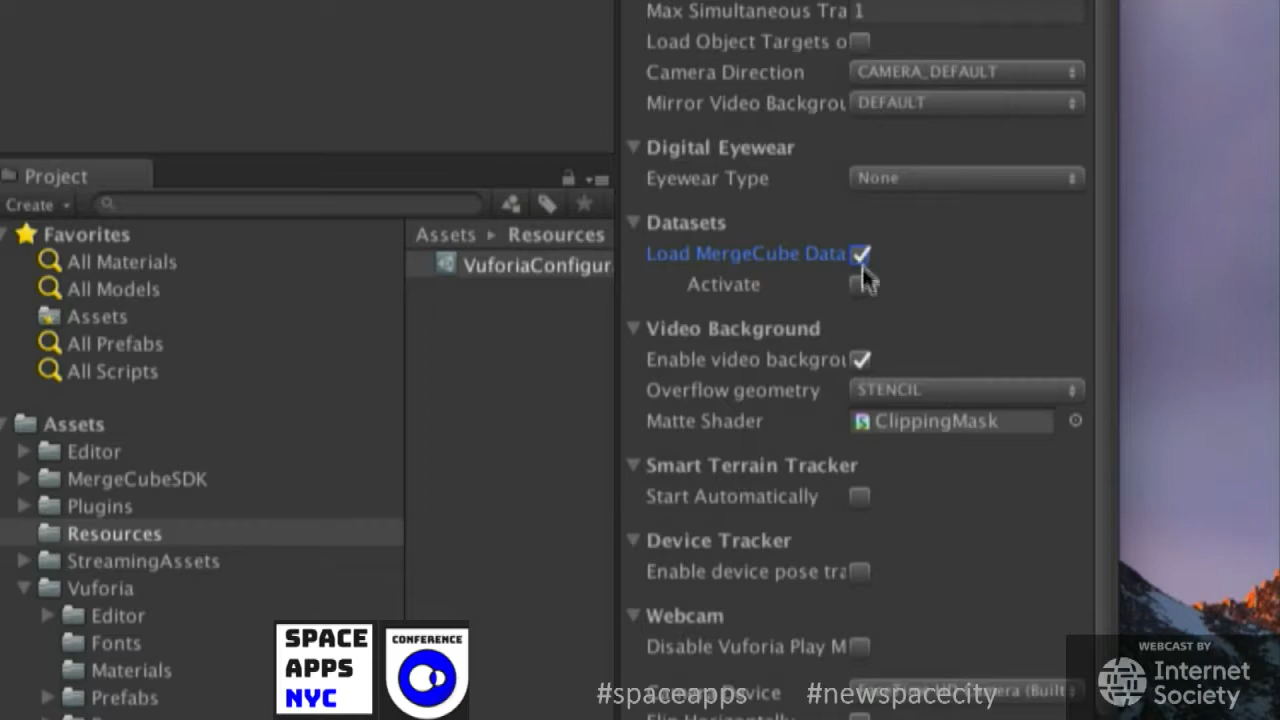 Max Simultaneous Tra 1
Load Object Targets o
Camera Direction CAMERA_DEFAULT
Mirror Video Backgrou DEFAULT
Digital Eyewear
Eyewear Type None
Datasets
Load MergeCube Data
Activate
Video Background
Enable video backgrou
Overflow geometry STENCIL
Matte Shader ClippingMask
Smart Terrain Tracker
Start Automatically
Device Tracker
Enable device pose tra
Webcam
Disable Vuforia Play M
Project
Create
Favorites
All Materials
All Models
Assets
All Prefabs
All Scripts
Assets
Editor
MergeCubeSDK
Plugins
Resources
StreamingAssets
Vuforia
Editor
Fonts
Materials
Prefabs
Assets Resources
VuforiaConfigur
SPACE
APPS
NYC
CONFERENCE
#spaceapps #newspacecity
WEBCAST BY
Internet
Society